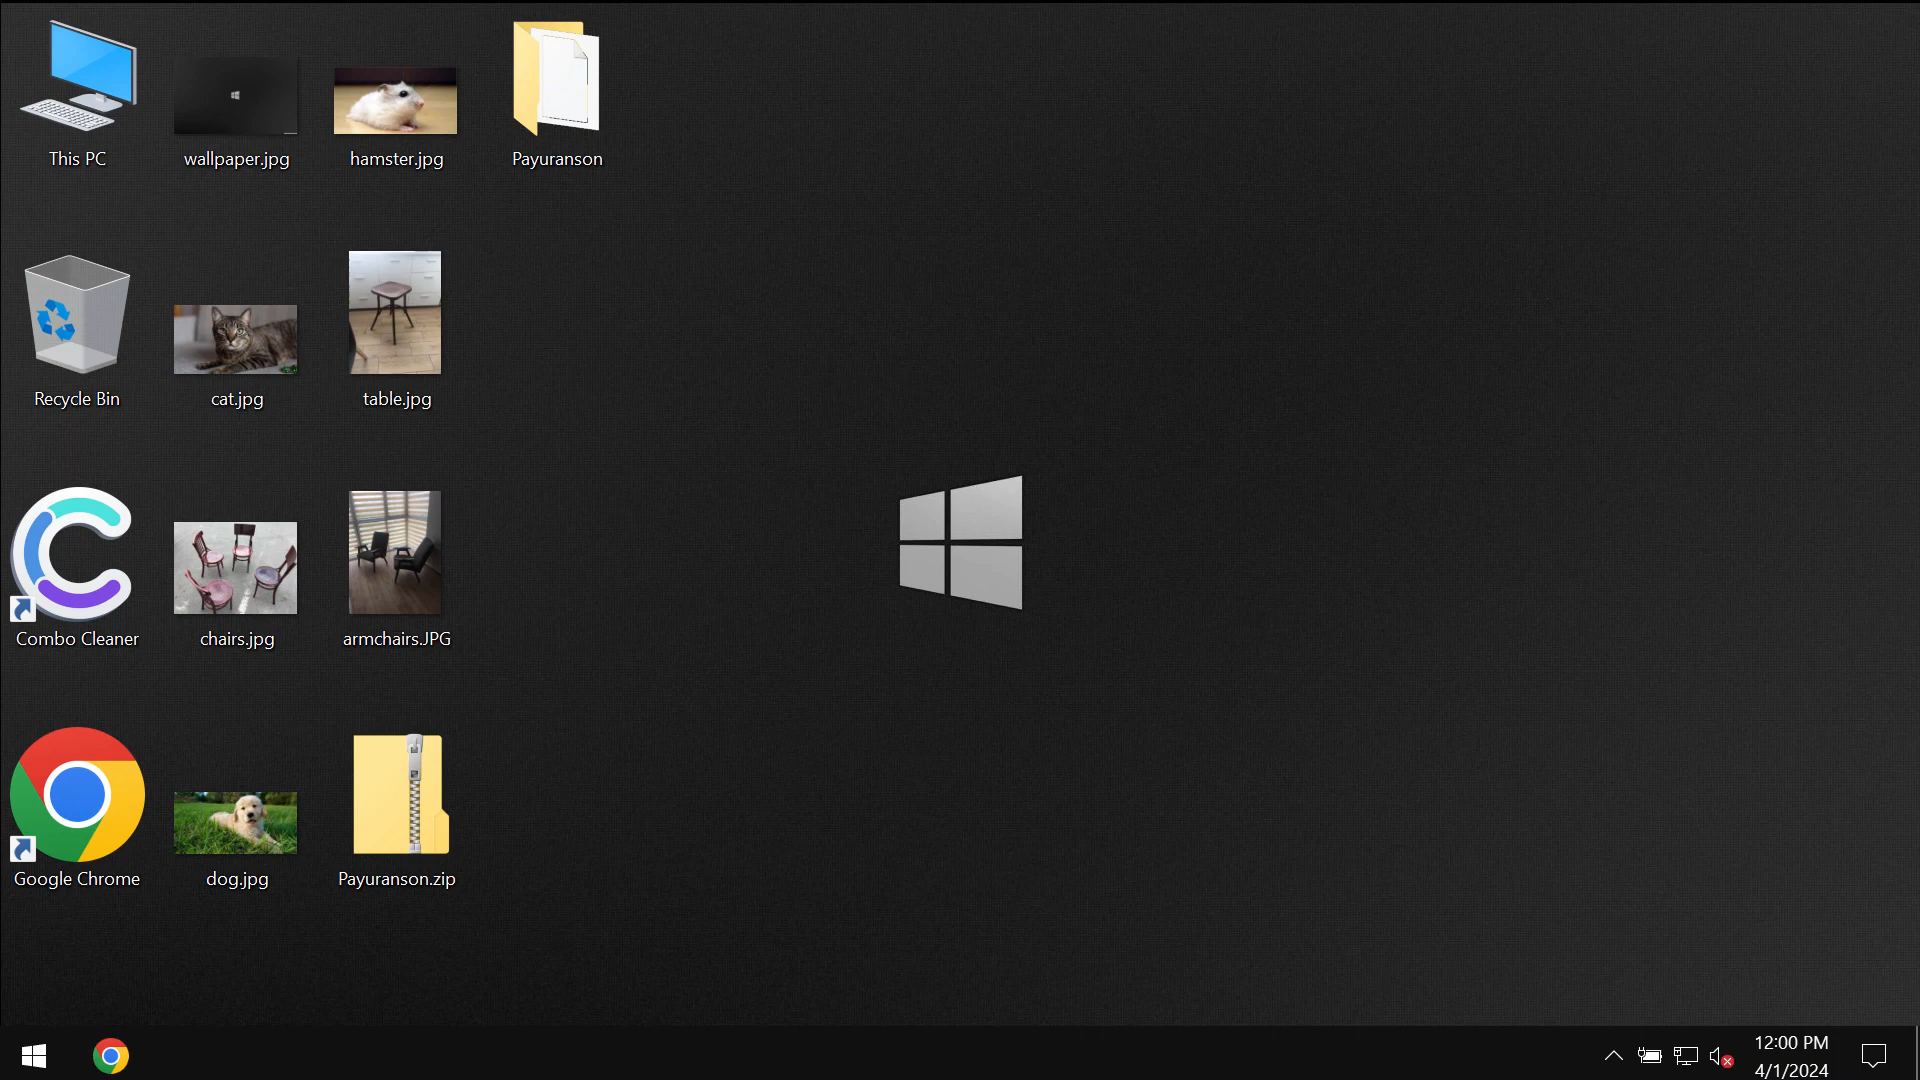 This PC
wallpaper.jpg
hamster.jpg
Payuranson
Recycle Bin
cat.jpg
table.jpg
Combo Cleaner
chairs.jpg
armchairs.JPG
Google Chrome
dog.jpg
Payuranson.zip
12:00 PM
4/1/2024